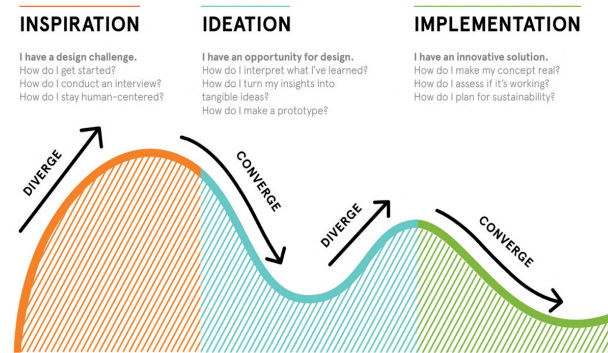 INSPIRATION
I have a design challenge.
How do I get started?
How do I conduct an interview?
How do I stay human-centered?
IDEATION
I have an opportunity for design.
How do I interpret what I've learned?
How do I turn my insights into
tangible ideas?
How do I make a prototype?
IMPLEMENTATION
I have an innovative solution.
How do I make my concept real?
How do I assess if it's working?
How do I plan for sustainability?
DIVERGE
CONVERGE
DIVERGE
CONVERGE